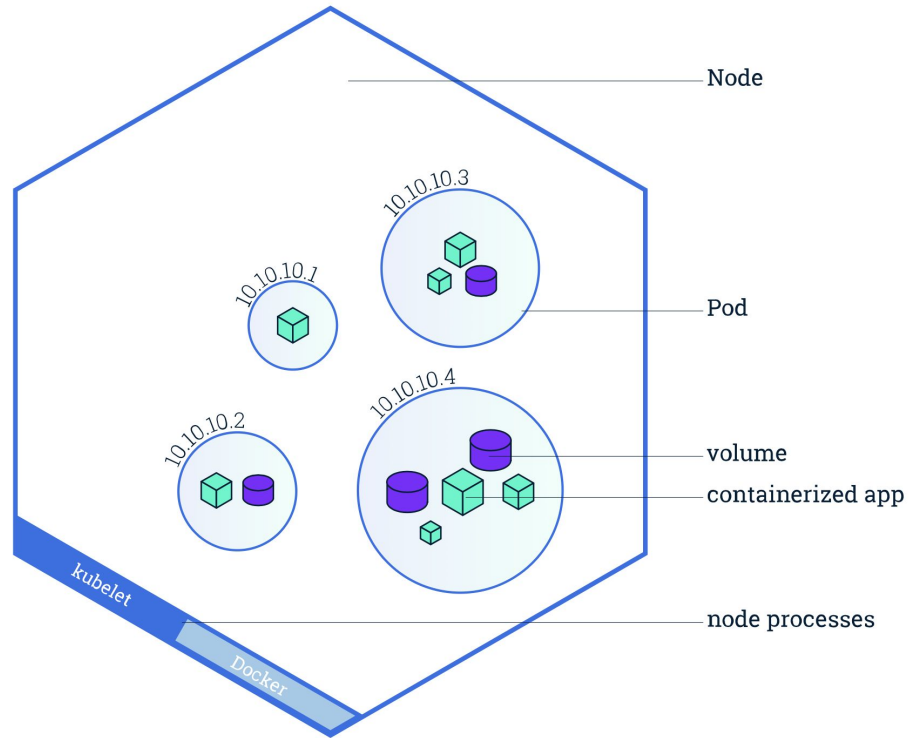 Node
10.10.10.3
10.10.10.1
Pod
10.10.10.4
10.10.10.2
volume
containerized app
kubelet
node processes
Docker